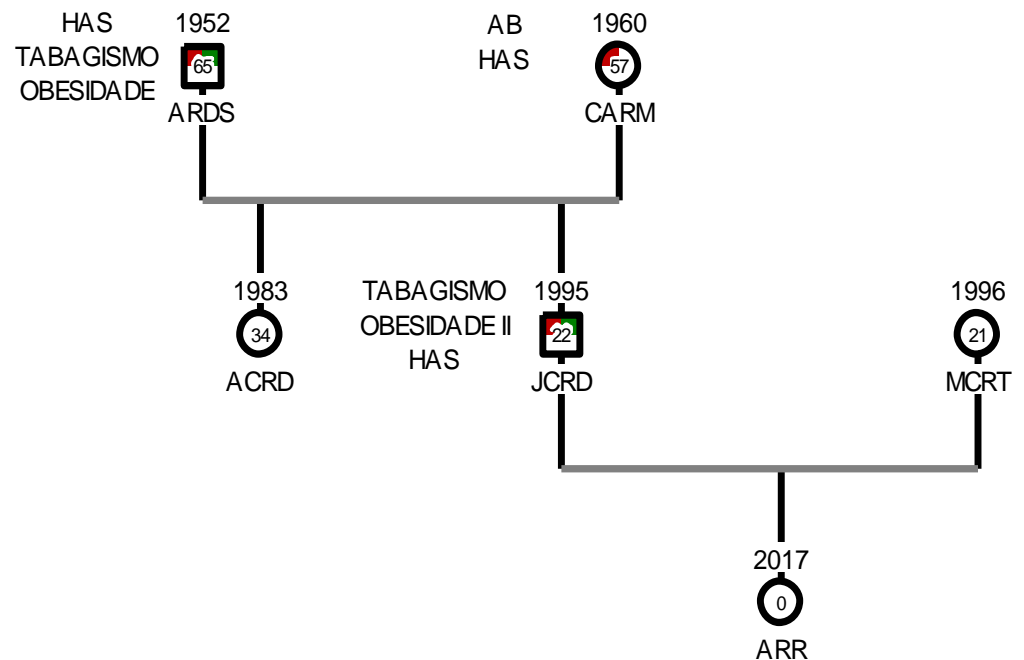 HAS
TABAGISMO
OBESIDADE
1952
65
ARDS
AB
HAS
1960
57
CARM
1983
34
ACRD
TABAGISMO
OBESIDADE II
HAS
1995
22
JCRD
1996
21
MCRT
2017
0
ARR